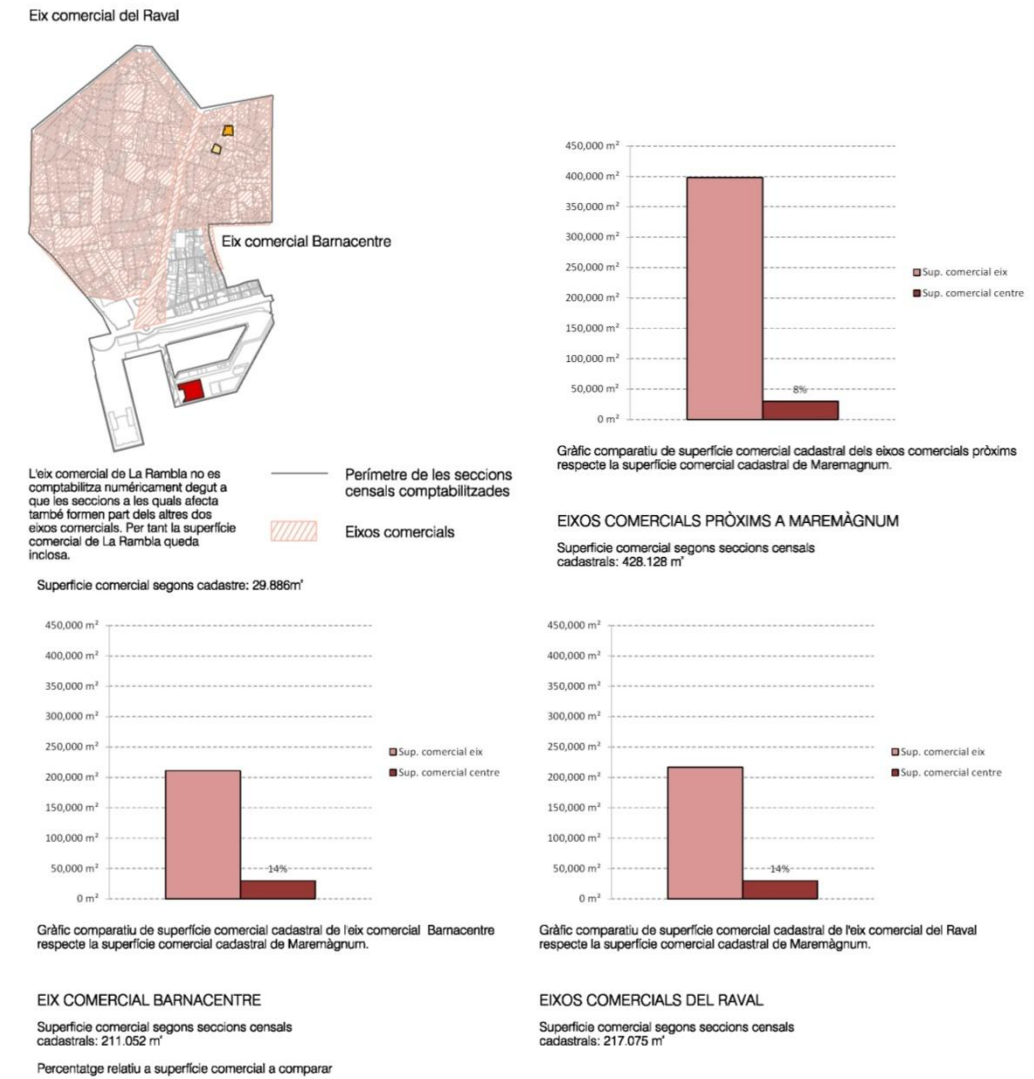 Eix comercial del Raval
Eix comercial Barnacentre
L'eix comercial de La Rambla no es
comptabilitza numéricament degut a
que les seccions a les quals afecta
també formen part dels altres dos
eixos comercials. Per tant la superfície
comercial de La Rambla queda
inclosa.
Perímetre de les seccions
censals comptabilitzades
Eixos comercials
Superficie comercial segons cadastre: 29.886m²
450,000 m²
400,000 m²
350,000 m²
300,000 m²
250,000 m²
200,000 m²
150,000 m²
100,000 m²
50,000 m²
0 m²
8%
Sup. comercial eix
Sup. comercial centre
Gràfic comparatiu de superfície comercial cadastral dels eixos comercials pròxims
respecte la superfície comercial cadastral de Maremagnum.
EIXOS COMERCIALS PRÒXIMS A MAREMÀGNUM
Superficie comercial segons seccions censals
cadastrals: 428.128 m²
450,000 m²
400,000 m²
350,000 m²
300,000 m²
250,000 m²
200,000 m²
150,000 m²
100,000 m²
50,000 m²
0 m²
14%
Sup. comercial eix
Sup. comercial centre
Gràfic comparatiu de superfície comercial cadastral de l'eix comercial Barnacentre
respecte la superfície comercial cadastral de Maremàgnum.
EIX COMERCIAL BARNACENTRE
Superficie comercial segons seccions censals
cadastrals: 211.052 m²
Percentatge relatiu a superfície comercial a comparar
450,000 m²
400,000 m²
350,000 m²
300,000 m²
250,000 m²
200,000 m²
150,000 m²
100,000 m²
50,000 m²
0 m²
14%
Sup. comercial eix
Sup. comercial centre
Gràfic comparatiu de superfície comercial cadastral de l'eix comercial del Raval
respecte la superfície comercial cadastral de Maremàgnum.
EIXOS COMERCIALS DEL RAVAL
Superficie comercial segons seccions censals
cadastrals: 217.075 m²